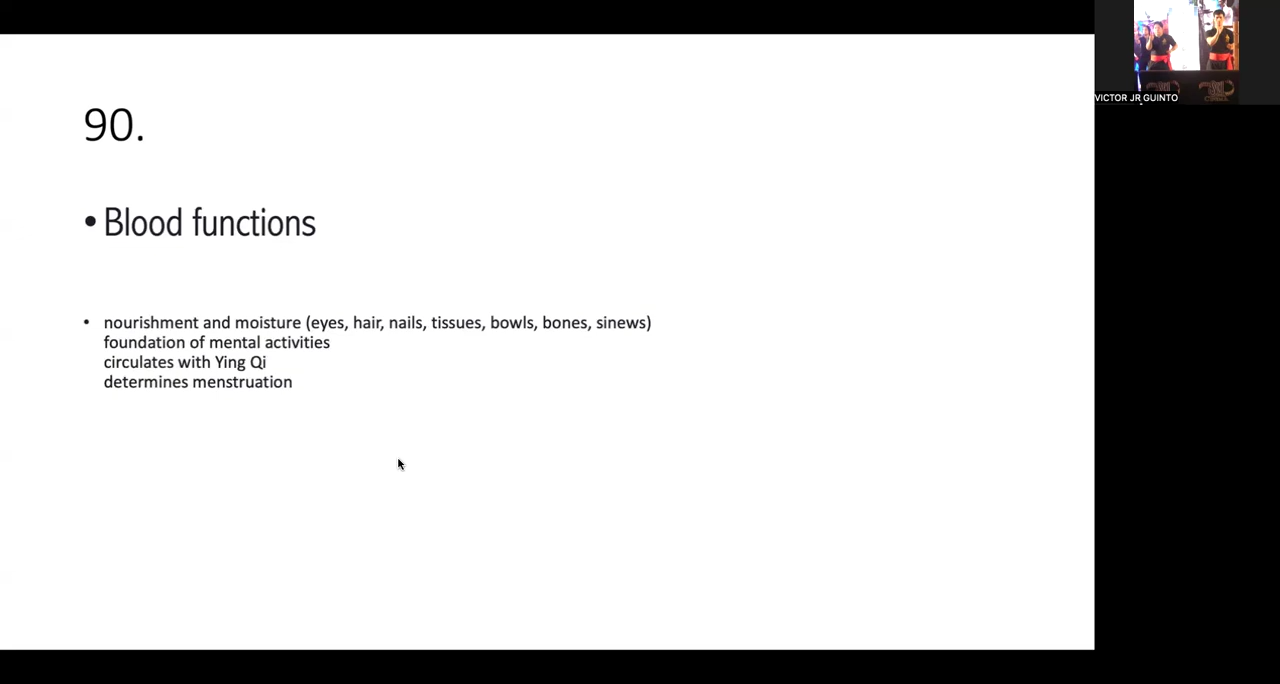 90.
• Blood functions
• nourishment and moisture (eyes, hair, nails, tissues, bowls, bones, sinews)
foundation of mental activities
circulates with Ying Qi
determines menstruation
VICTOR JR GUINTO